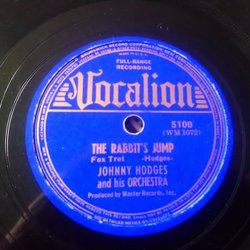 FULL-RANGE
RECORDING
Vocalion
5100
(WM 1072)
THE RABBIT'S JUMP
Fox Trot -Hodges-
JOHNNY HODGES
and his ORCHESTRA
Produced by Master Records, Inc.